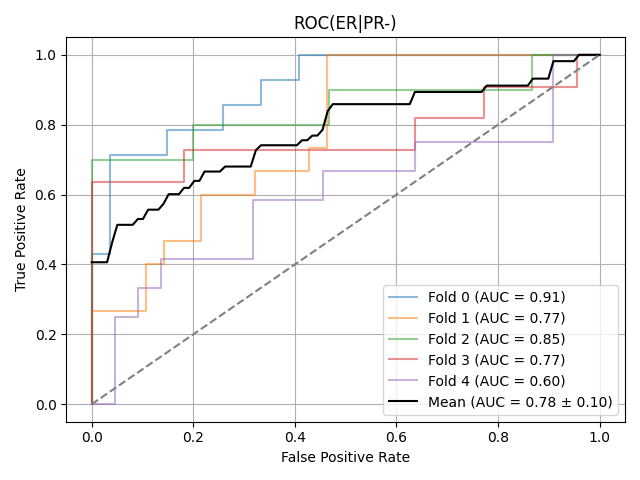 ROC(ER|PR-)
True Positive Rate
1.0
0.8
0.6
0.4
0.2
0.0
0.0 0.2 0.4 0.6 0.8 1.0
False Positive Rate
Fold 0 (AUC = 0.91)
Fold 1 (AUC = 0.77)
Fold 2 (AUC = 0.85)
Fold 3 (AUC = 0.77)
Fold 4 (AUC = 0.60)
Mean (AUC = 0.78 ± 0.10)